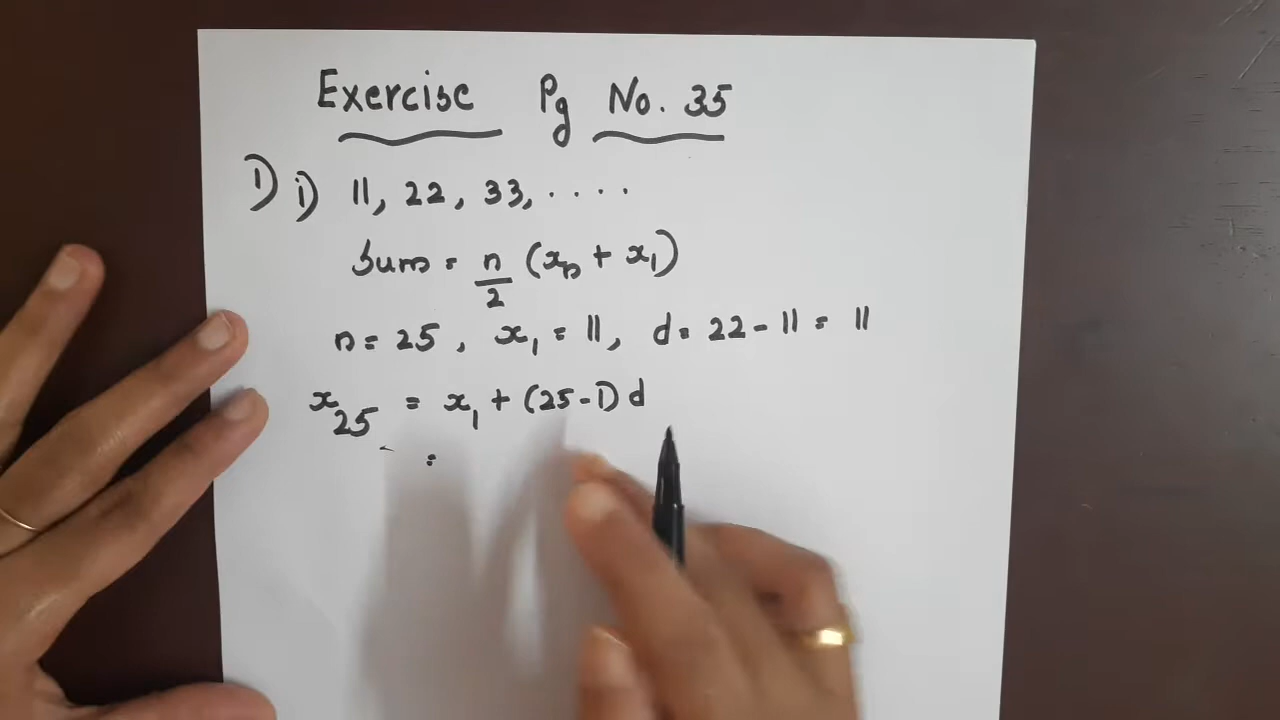 Exercise Pg No. 35
1) i) 11, 22, 33, ....
Sum = n/2 (xₙ + x₁)
n = 25, x₁ = 11, d = 22 - 11 = 11
x₂₅ = x₁ + (25 - 1) d
=